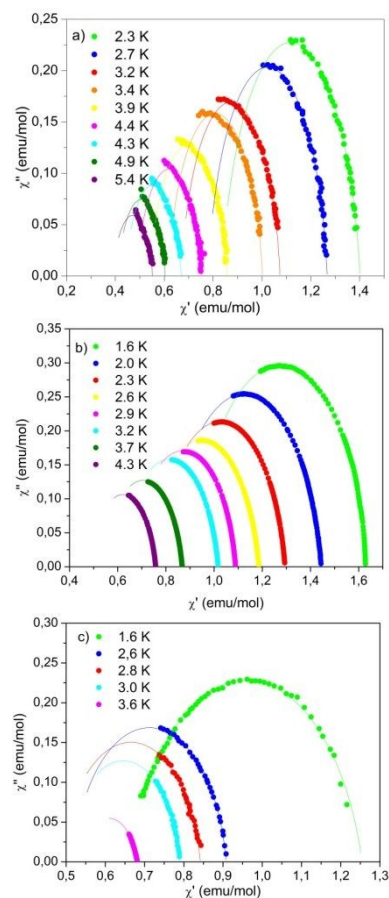 a)
2.3 K
2.7 K
3.2 K
3.4 K
3.9 K
4.4 K
4.3 K
4.9 K
5.4 K
χ'' (emu/mol)
0,25
0,20
0,15
0,10
0,05
0,00
0,2 0,4 0,6 0,8 1,0 1,2 1,4
χ' (emu/mol)
b)
1.6 K
2.0 K
2.3 K
2.6 K
2.9 K
3.2 K
3.7 K
4.3 K
χ'' (emu/mol)
0,35
0,30
0,25
0,20
0,15
0,10
0,05
0,00
0,4 0,6 0,8 1,0 1,2 1,4 1,6
χ' (emu/mol)
c)
1.6 K
2,6 K
2.8 K
3.0 K
3.6 K
χ'' (emu/mol)
0,30
0,25
0,20
0,15
0,10
0,05
0,00
0,5 0,6 0,7 0,8 0,9 1,0 1,1 1,2 1,3
χ' (emu/mol)